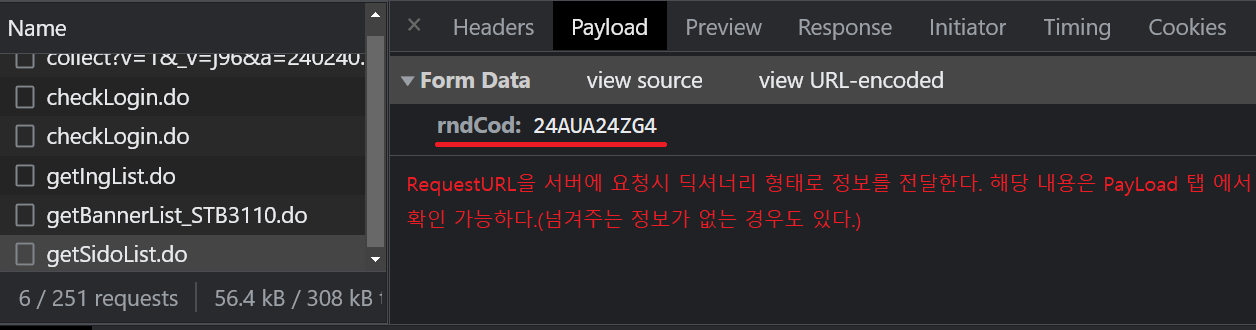 Name
collect?v=1&_v=j96&a=240240.
checkLogin.do
checkLogin.do
getIngList.do
getBannerList_STB3110.do
getSidoList.do
6 / 251 requests
56.4 kB / 308 kB t
× Headers Payload Preview Response Initiator Timing Cookies
▼ Form Data view source view URL-encoded
rndCod: 24AUA24ZG4
RequestURL을 서버에 요청시 딕셔너리 형태로 정보를 전달한다. 해당 내용은 PayLoad 탭 에서
확인 가능하다.(넘겨주는 정보가 없는 경우도 있다.)